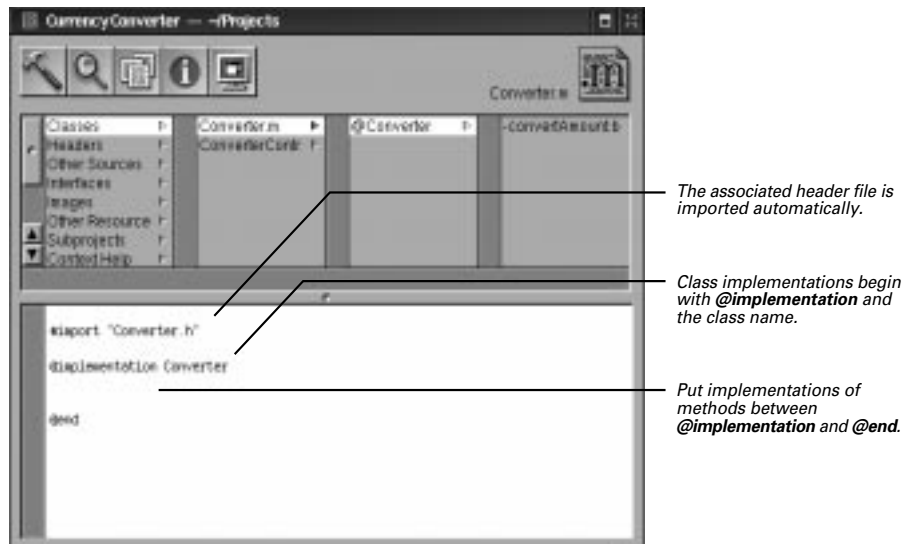 CurrencyConverter — ~/Projects
.m
Converter.m
Classes
Headers
Other Sources
Interfaces
Images
Other Resource
Subprojects
Context Help
Converter.m
ConverterContr
@Converter
-convertAmount:b
The associated header file is
imported automatically.
Class implementations begin
with @implementation and
the class name.
Put implementations of
methods between
@implementation and @end.
#import "Converter.h"
@implementation Converter
@end